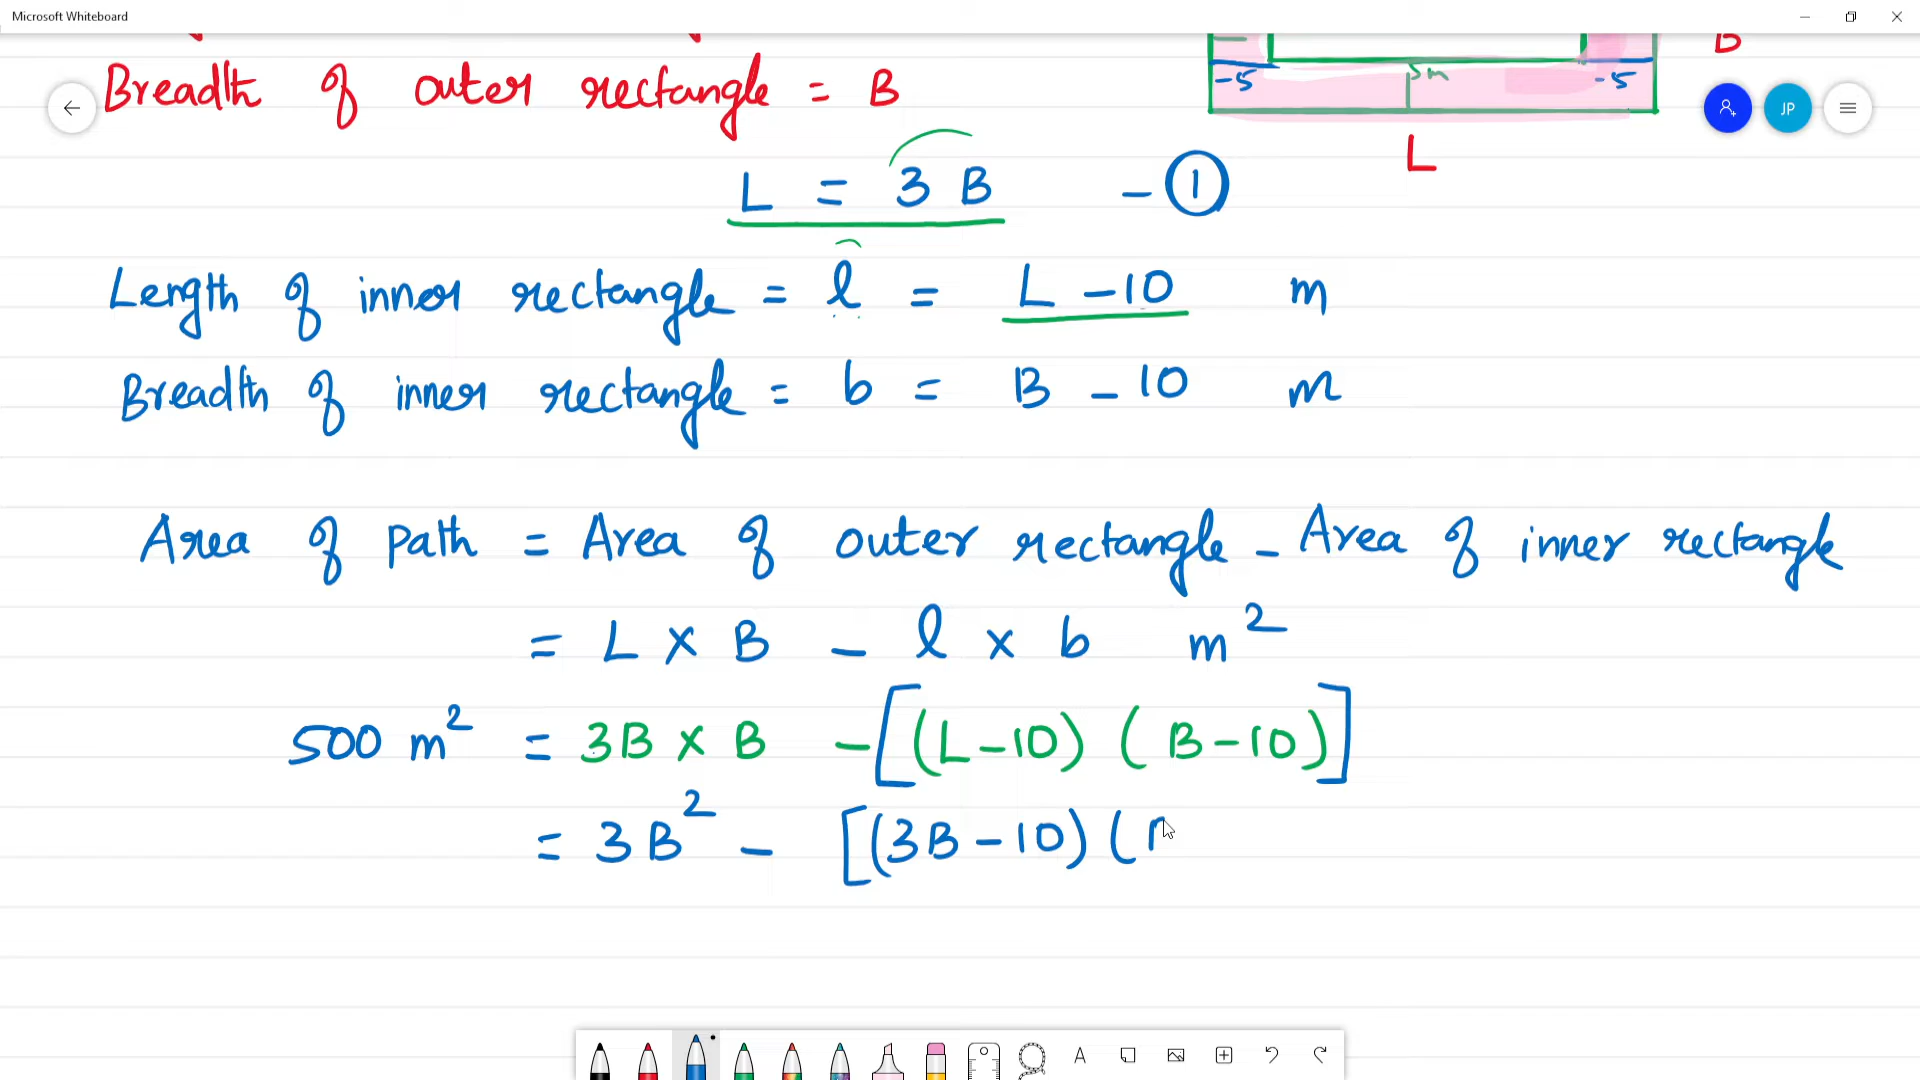 Microsoft Whiteboard
Breadth of outer rectangle = B
-5 5m -5
B
JP
L
L = 3 B - ①
Length of inner rectangle = l = L - 10 m
Breadth of inner rectangle = b = B - 10 m
Area of path = Area of outer rectangle - Area of inner rectangle
= L × B - l × b m²
500 m² = 3B × B - [(L-10) (B-10)]
= 3B² - [(3B-10) (
A